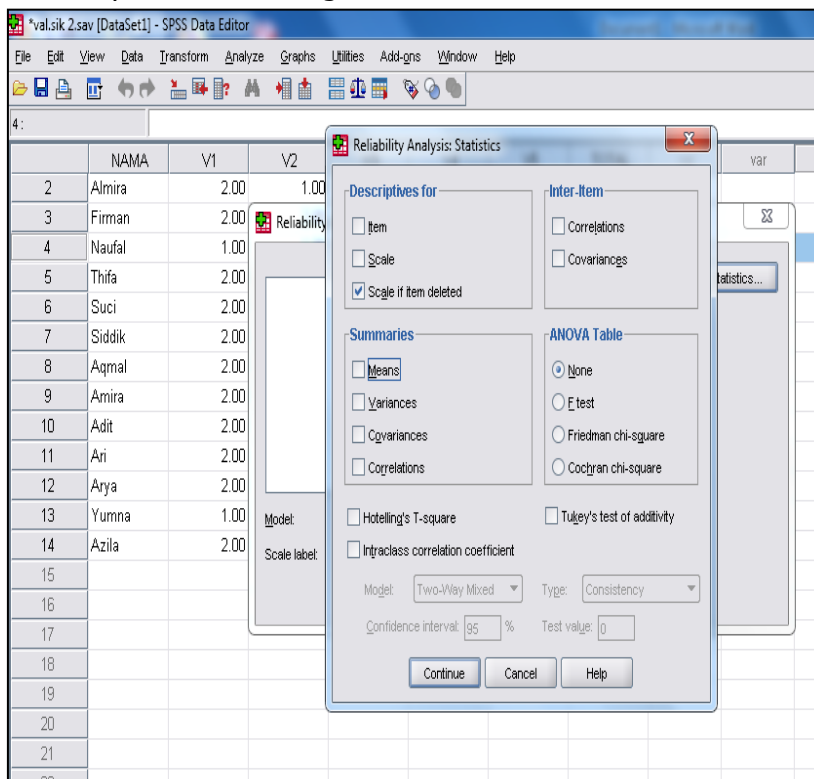 *val.sik 2.sav [DataSet1] - SPSS Data Editor
File Edit View Data Transform Analyze Graphs Utilities Add-ons Window Help
4 :
NAMA V1 V2 var
2 Almira 2.00 1.00
3 Firman 2.00
4 Naufal 1.00
5 Thifa 2.00
6 Suci 2.00
7 Siddik 2.00
8 Aqmal 2.00
9 Amira 2.00
10 Adit 2.00
11 Ari 2.00
12 Arya 2.00
13 Yumna 1.00
14 Azila 2.00
15
16
17
18
19
20
21
Reliability
tatistics...
Model:
Scale label:
Reliability Analysis: Statistics
Descriptives for
Item
Scale
Scale if item deleted
Inter-Item
Correlations
Covariances
Summaries
Means
Variances
Covariances
Correlations
ANOVA Table
None
F test
Friedman chi-square
Cochran chi-square
Hotelling's T-square Tukey's test of additivity
Intraclass correlation coefficient
Model: Two-Way Mixed Type: Consistency
Confidence interval: 95 % Test value: 0
Continue Cancel Help